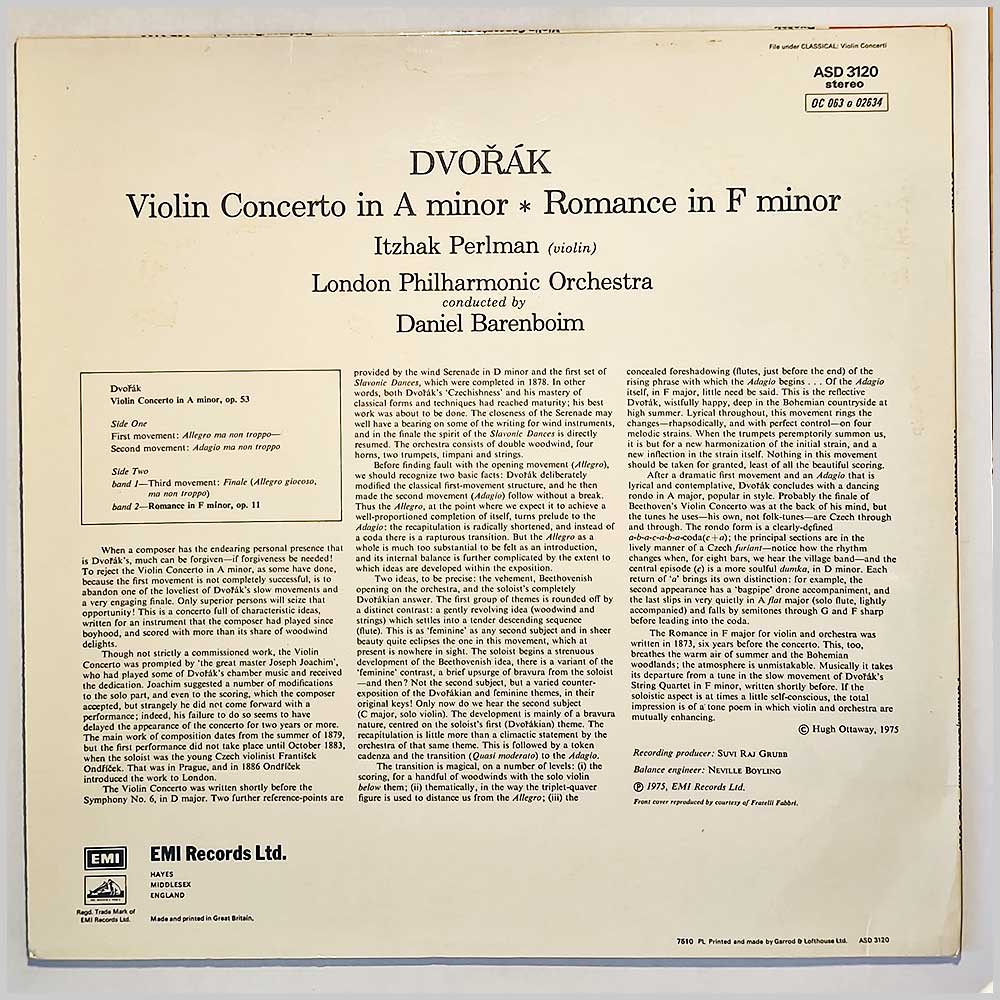 File under CLASSICAL: Violin Concerti
ASD 3120
stereo
OC 063 o 02634
DVOŘÁK
Violin Concerto in A minor * Romance in F minor
Itzhak Perlman (violin)
London Philharmonic Orchestra
conducted by
Daniel Barenboim
Dvořák
Violin Concerto in A minor, op. 53
Side One
First movement: Allegro ma non troppo—
Second movement: Adagio ma non troppo
Side Two
band 1—Third movement: Finale (Allegro giocoso,
ma non troppo)
band 2—Romance in F minor, op. 11
When a composer has the endearing personal presence that
is Dvořák's, much can be forgiven—if forgiveness be needed!
To reject the Violin Concerto in A minor, as some have done,
because the first movement is not completely successful, is to
abandon one of the loveliest of Dvořák's slow movements and
a very engaging finale. Only superior persons will seize that
opportunity! This is a concerto full of characteristic ideas,
written for an instrument that the composer had played since
boyhood, and scored with more than its share of woodwind
delights.
Though not strictly a commissioned work, the Violin
Concerto was prompted by 'the great master Joseph Joachim',
who had played some of Dvořák's chamber music and received
the dedication. Joachim suggested a number of modifications
to the solo part, and even to the scoring, which the composer
accepted, but strangely he did not come forward with a
performance; indeed, his failure to do so seems to have
delayed the appearance of the concerto for two years or more.
The main work of composition dates from the summer of 1879,
but the first performance did not take place until October 1883,
when the soloist was the young Czech violinist František
Ondříček. That was in Prague, and in 1886 Ondříček
introduced the work to London.
The Violin Concerto was written shortly before the
Symphony No. 6, in D major. Two further reference-points are
provided by the wind Serenade in D minor and the first set of
Slavonic Dances, which were completed in 1878. In other
words, both Dvořák's 'Czechishness' and his mastery of
classical forms and techniques had reached maturity; his best
work was about to be done. The closeness of the Serenade may
well have a bearing on some of the writing for wind instruments,
and in the finale the spirit of the Slavonic Dances is directly
resumed. The orchestra consists of double woodwind, four
horns, two trumpets, timpani and strings.
Before finding fault with the opening movement (Allegro),
we should recognize two basic facts: Dvořák deliberately
modified the classical first-movement structure, and he then
made the second movement (Adagio) follow without a break.
Thus the Allegro, at the point where we expect it to achieve a
well-proportioned completion of itself, turns prelude to the
Adagio: the recapitulation is radically shortened, and instead of
a coda there is a rapturous transition. But the Allegro as a
whole is much too substantial to be felt as an introduction,
and its internal balance is further complicated by the extent to
which ideas are developed within the exposition.
Two ideas, to be precise: the vehement, Beethovenish
opening on the orchestra, and the soloist's completely
Dvořákian answer. The first group of themes is rounded off by
a distinct contrast: a gently revolving idea (woodwind and
strings) which settles into a tender descending sequence
(flute). This is as 'feminine' as any second subject and in sheer
beauty quite eclipses the one in this movement, which at
present is nowhere in sight. The soloist begins a strenuous
development of the Beethovenish idea, there is a variant of the
'feminine' contrast, a brief upsurge of bravura from the soloist
—and then? Not the second subject, but a varied counter-
exposition of the Dvořákian and feminine themes, in their
original keys! Only now do we hear the second subject
(C major, solo violin). The development is mainly of a bravura
nature, centred on the soloist's first (Dvořákian) theme. The
recapitulation is little more than a climactic statement by the
orchestra of that same theme. This is followed by a token
cadenza and the transition (Quasi moderato) to the Adagio.
The transition is magical, on a number of levels: (i) the
scoring, for a handful of woodwinds with the solo violin
below them; (ii) thematically, in the way the triplet-quaver
figure is used to distance us from the Allegro; (iii) the
concealed foreshadowing (flutes, just before the end) of the
rising phrase with which the Adagio begins . . . Of the Adagio
itself, in F major, little need be said. This is the reflective
Dvořák, wistfully happy, deep in the Bohemian countryside at
high summer. Lyrical throughout, this movement rings the
changes—rhapsodically, and with perfect control—on four
melodic strains. When the trumpets peremptorily summon us,
it is but for a new harmonization of the initial strain, and a
new inflection in the strain itself. Nothing in this movement
should be taken for granted, least of all the beautiful scoring.
After a dramatic first movement and an Adagio that is
lyrical and contemplative, Dvořák concludes with a dancing
rondo in A major, popular in style. Probably the finale of
Beethoven's Violin Concerto was at the back of his mind, but
the tunes he uses—his own, not folk-tunes—are Czech through
and through. The rondo form is a clearly-defined
a-b-a-c-a-b-a-coda(c+a); the principal sections are in the
lively manner of a Czech furiant—notice how the rhythm
changes when, for eight bars, we hear the village band—and the
central episode (c) is a more soulful dumka, in D minor. Each
return of 'a' brings its own distinction: for example, the
second appearance has a 'bagpipe' drone accompaniment, and
the last slips in very quietly in A flat major (solo flute, lightly
accompanied) and falls by semitones through G and F sharp
before leading into the coda.
The Romance in F major for violin and orchestra was
written in 1873, six years before the concerto. This, too,
breathes the warm air of summer and the Bohemian
woodlands; the atmosphere is unmistakable. Musically it takes
its departure from a tune in the slow movement of Dvořák's
String Quartet in F minor, written shortly before. If the
soloistic aspect is at times a little self-conscious, the total
impression is of a tone poem in which violin and orchestra are
mutually enhancing.
© Hugh Ottaway, 1975
Recording producer: SUVI RAJ GRUBB
Balance engineer: NEVILLE BOYLING
℗ 1975, EMI Records Ltd.
Front cover reproduced by courtesy of Fratelli Fabbri.
EMI
EMI Records Ltd.
HAYES
MIDDLESEX
ENGLAND
Regd. Trade Mark of
EMI Records Ltd.
Made and printed in Great Britain.
7510 PL Printed and made by Garrod & Lofthouse Ltd. ASD 3120